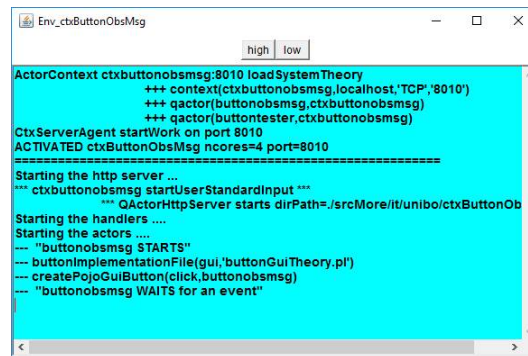 Env_ctxButtonObsMsg
high low
ActorContext ctxbuttonobsmsg:8010 loadSystemTheory
+++ context(ctxbuttonobsmsg,localhost,'TCP','8010')
+++ qactor(buttonobsmsg,ctxbuttonobsmsg)
+++ qactor(buttontester,ctxbuttonobsmsg)
CtxServerAgent startWork on port 8010
ACTIVATED ctxButtonObsMsg ncores=4 port=8010
============================================================
Starting the http server ...
*** ctxbuttonobsmsg startUserStandardInput ***
*** QActorHttpServer starts dirPath=./srcMore/it/unibo/ctxButtonOb
Starting the handlers ....
Starting the actors ....
--- "buttonobsmsg STARTS"
--- buttonImplementationFile(gui,'buttonGuiTheory.pl')
--- createPojoGuiButton(click,buttonobsmsg)
--- "buttonobsmsg WAITS for an event"